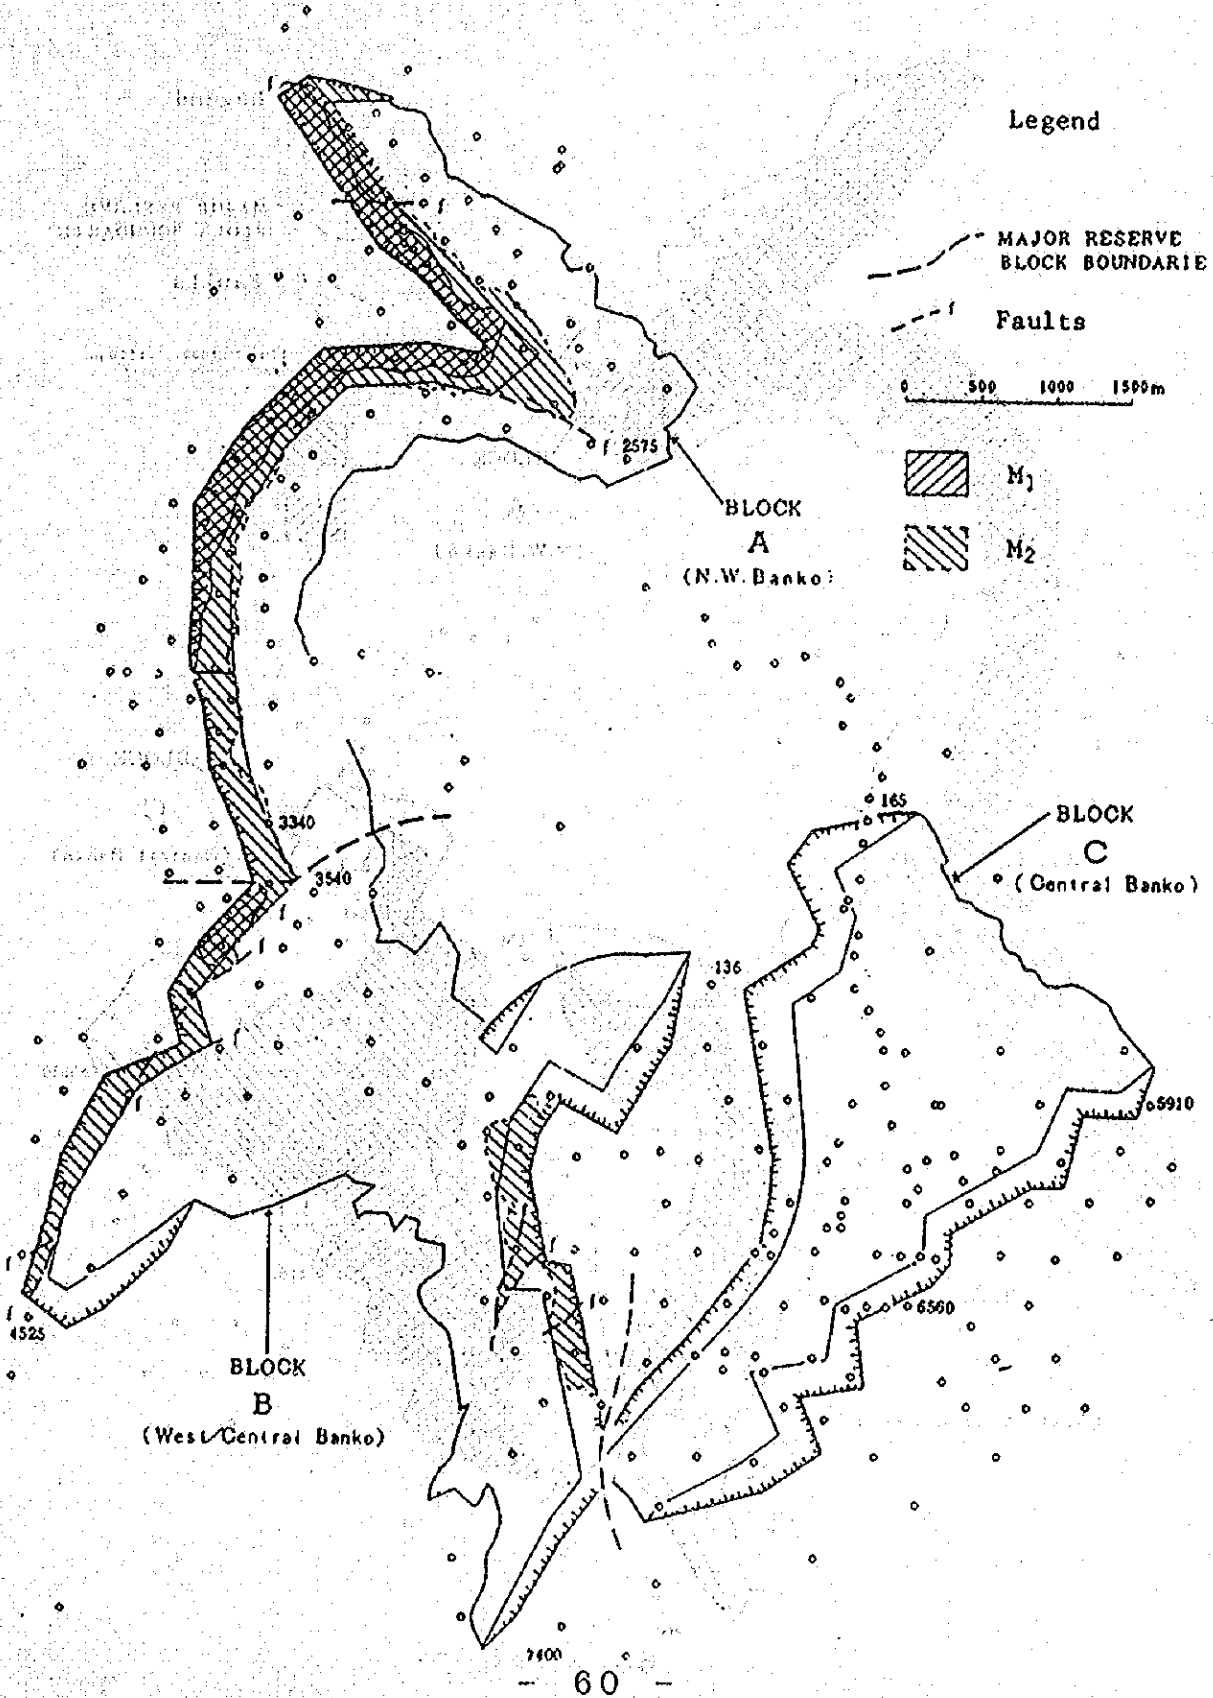 Legend
MAJOR RESERVE
BLOCK BOUNDARIE
f
Faults
0 500 1000 1500m
M1
M2
f
f
f 2575
BLOCK
A
(N.W. Banko)
3340
3540
f
f
f
f
165
BLOCK
C
(Central Banko)
136
5910
6560
f
f
f
f
4525
BLOCK
B
(West/Central Banko)
7400
- 60 -